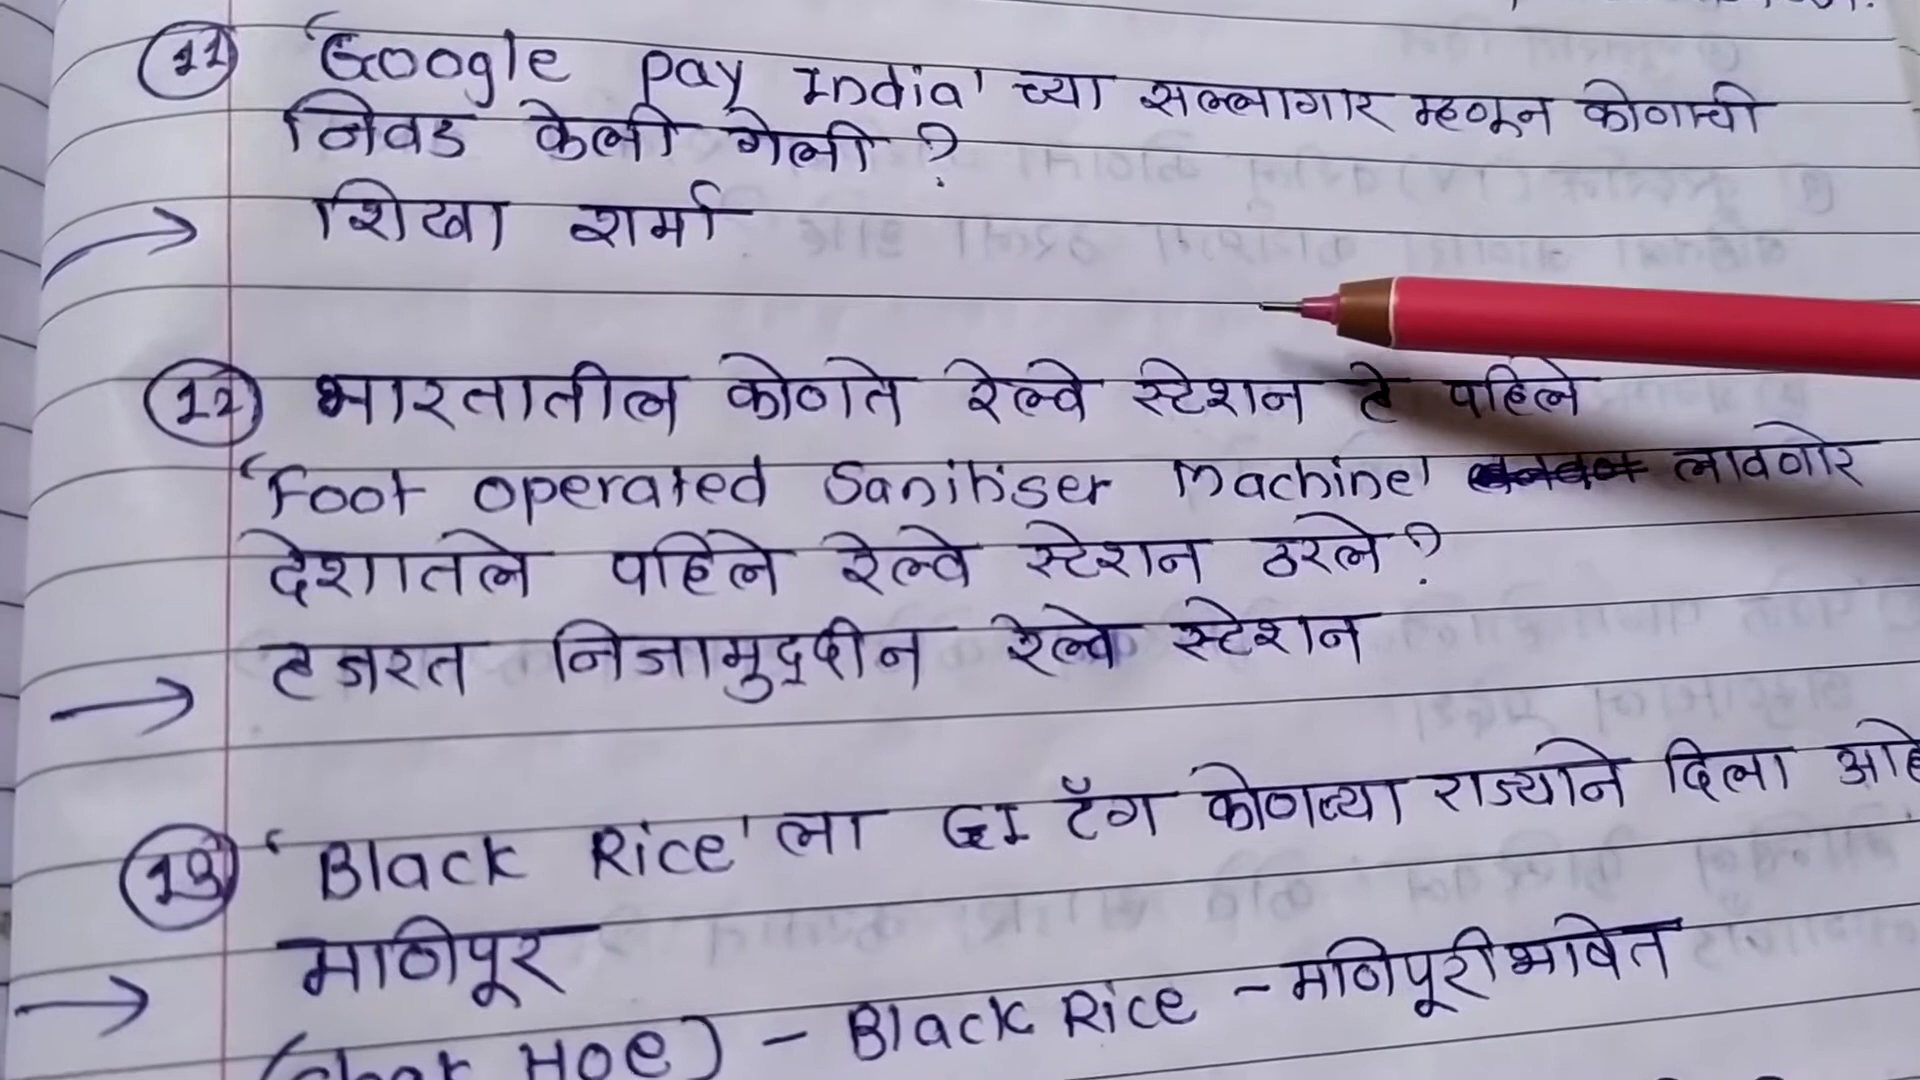 11 'Google pay India' च्या सल्लागार म्हणून कोणाची
निवड केली गेली ?
→ शिखा शर्मा
12 भारतातील कोणते रेल्वे स्टेशन हे पहिले
'Foot operated Sanitiser Machine' लावणारे
देशातले पहिले रेल्वे स्टेशन ठरले ?
→ हजरत निजामुद्दीन रेल्वे स्टेशन
13 'Black Rice' ला GI टॅग कोणत्या राज्याने दिला आहे
→ मणिपूर
Hoe) - Black Rice - मणिपूरी भाषेत